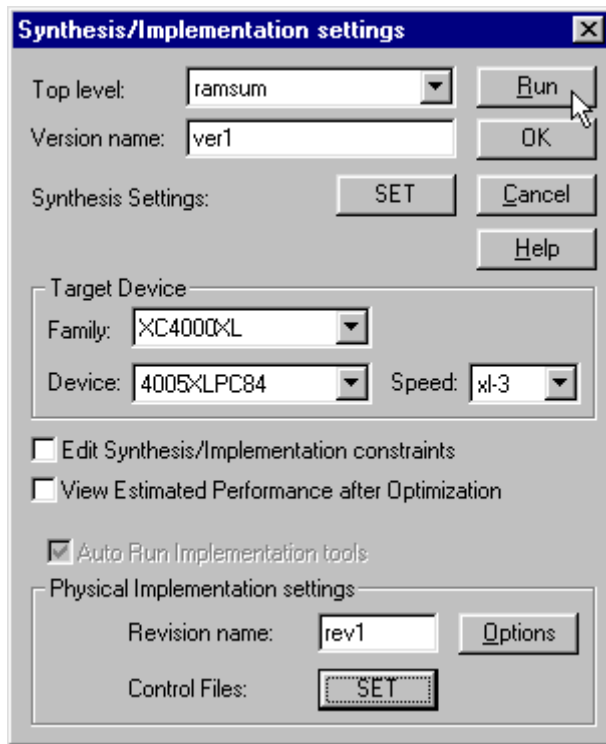 Synthesis/Implementation settings
Top level: ramsum Run
Version name: ver1 OK
Synthesis Settings: SET Cancel
Help
Target Device
Family: XC4000XL
Device: 4005XLPC84 Speed: xl-3
Edit Synthesis/Implementation constraints
View Estimated Performance after Optimization
Auto Run Implementation tools
Physical Implementation settings
Revision name: rev1 Options
Control Files: SET